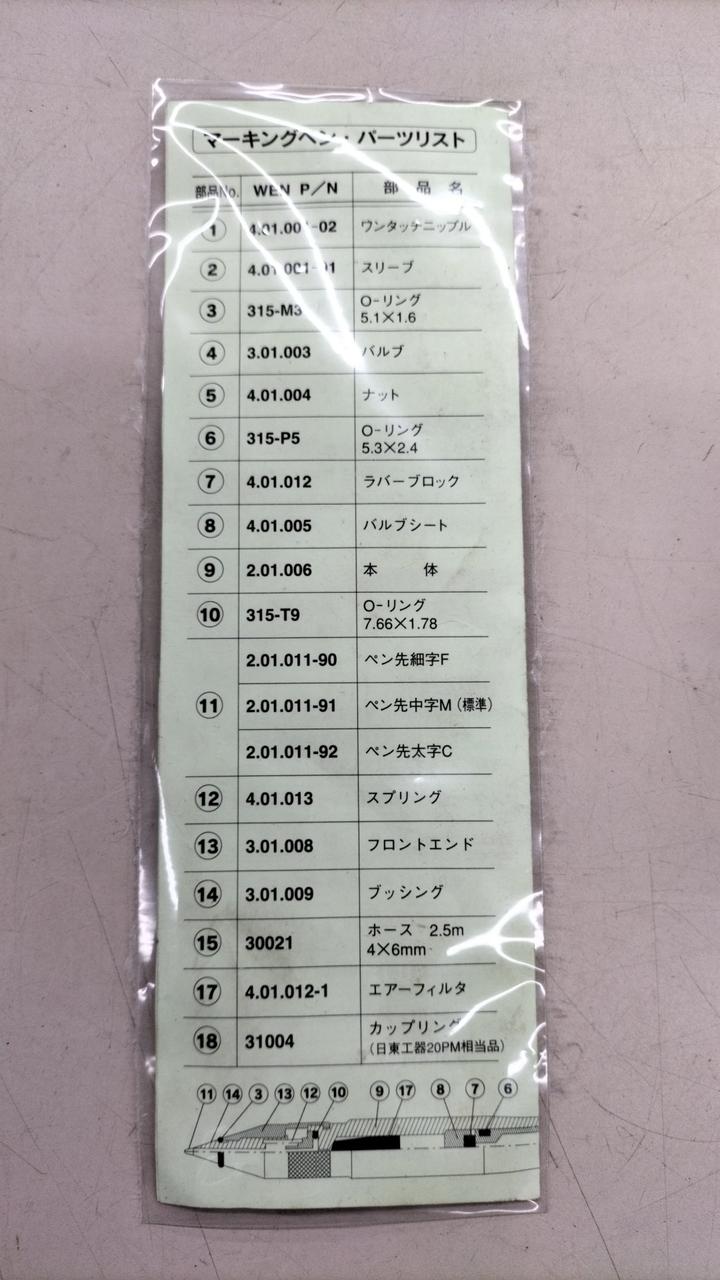 マーキングペン・パーツリスト
部品No. WEN P／N 部品名
① 4.01.001-02 ワンタッチニップル
② 4.01.001-01 スリーブ
③ 315-M3 O-リング
5.1×1.6
④ 3.01.003 バルブ
⑤ 4.01.004 ナット
⑥ 315-P5 O-リング
5.3×2.4
⑦ 4.01.012 ラバーブロック
⑧ 4.01.005 バルブシート
⑨ 2.01.006 本体
⑩ 315-T9 O-リング
7.66×1.78
2.01.011-90 ペン先細字F
⑪ 2.01.011-91 ペン先中字M（標準）
2.01.011-92 ペン先太字C
⑫ 4.01.013 スプリング
⑬ 3.01.008 フロントエンド
⑭ 3.01.009 ブッシング
⑮ 30021 ホース 2.5m
4×6mm
⑰ 4.01.012-1 エアーフィルタ
⑱ 31004 カップリング
（日東工器20PM相当品）
⑪ ⑭ ③ ⑬ ⑫ ⑩ ⑨ ⑰ ⑧ ⑦ ⑥